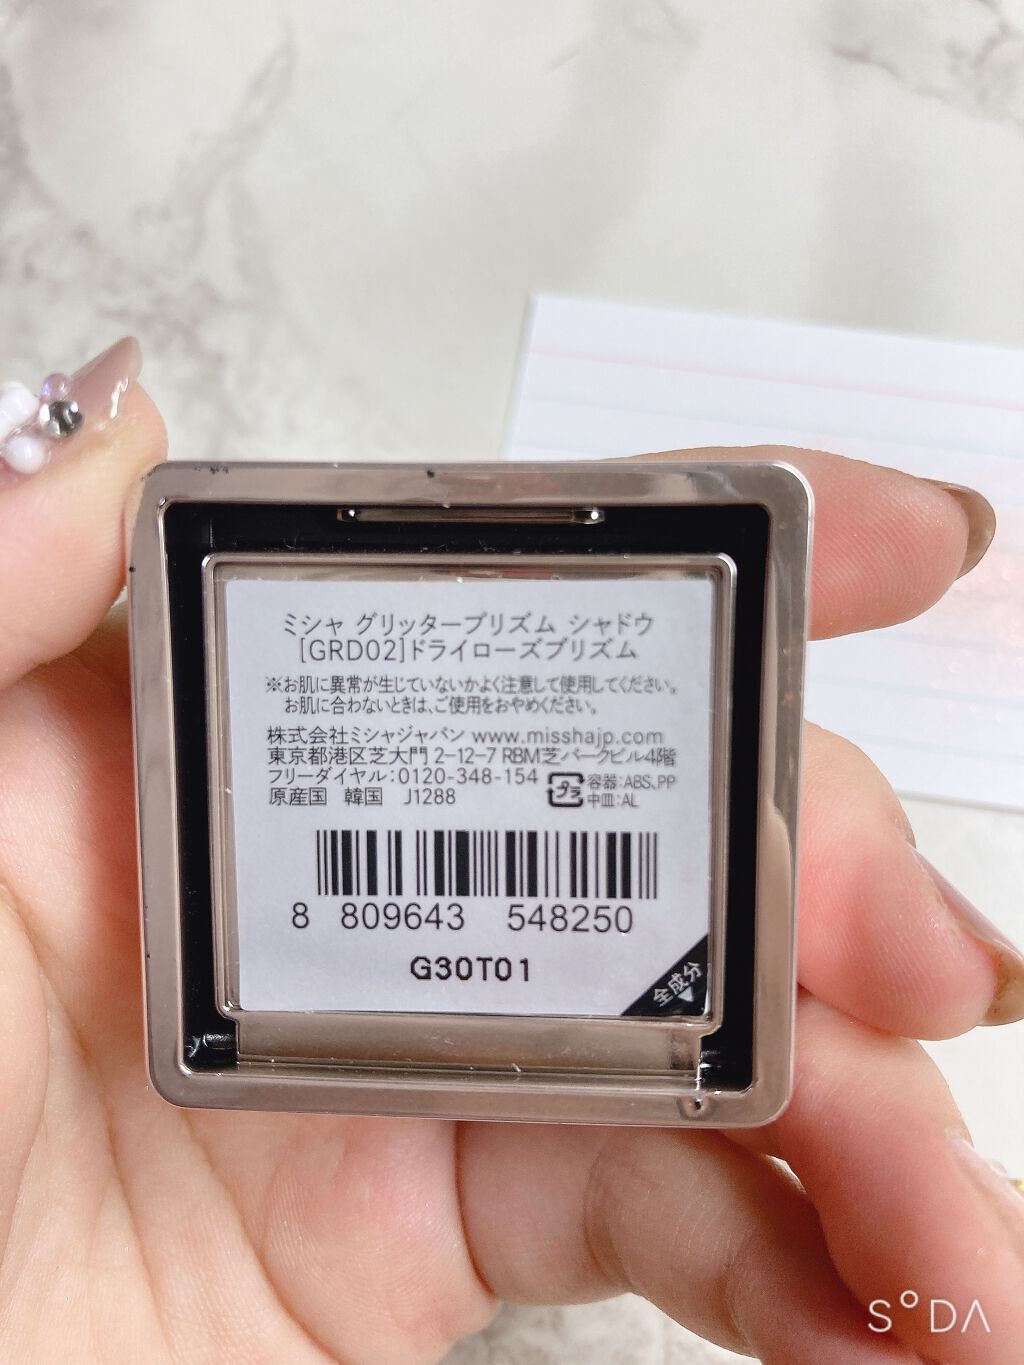 ミシャ グリッタープリズム シャドウ
[GRD02]ドライローズプリズム
※お肌に異常が生じていないかよく注意して使用してください。
お肌に合わないときは、ご使用をおやめください。
株式会社ミシャジャパン www.misshajp.com
東京都港区芝大門 2-12-7 RBM芝パークビル4階
フリーダイヤル:0120-348-154
原産国 韓国 J1288
プラ
容器:ABS、PP
中皿:AL
8 809643 548250
G30T01
全成分
SODA